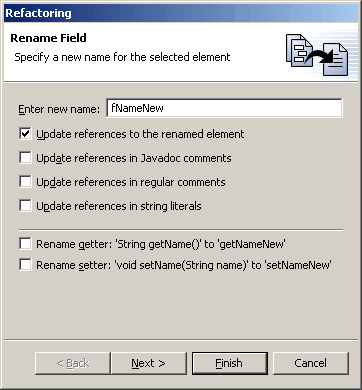 Refactoring
Rename Field
Specify a new name for the selected element
Enter new name: fNameNew
Update references to the renamed element
Update references in Javadoc comments
Update references in regular comments
Update references in string literals
Rename getter: 'String getName()' to 'getNameNew'
Rename setter: 'void setName(String name)' to 'setNameNew'
< Back Next > Finish Cancel